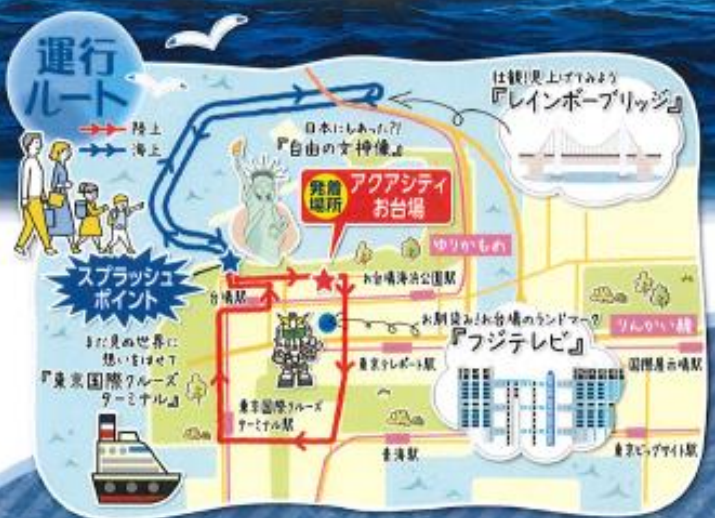 運行
ルート
陸上
海上
壮観!見上げてみよう
『レインボーブリッジ』
日本にもあった?!
『自由の女神像』
発着
場所
アクアシティ
お台場
ゆりかもめ
スプラッシュ
ポイント
台場駅
お台場海浜公園駅
お馴染み!お台場のランドマーク?
『フジテレビ』
りんかい線
まだ見ぬ世界に
想いをはせて
『東京国際クルーズ
ターミナル』
東京テレポート駅
国際展示場駅
東京国際クルーズ
ターミナル駅
青海駅
東京ビッグサイト駅